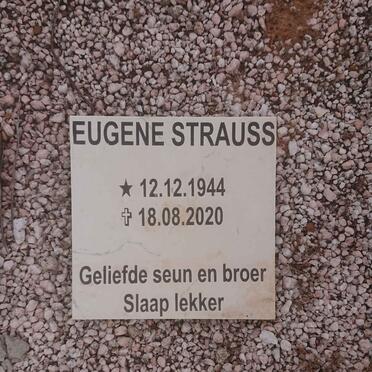 EUGENE STRAUSS
★ 12.12.1944
✝ 18.08.2020
Geliefde seun en broer
Slaap lekker